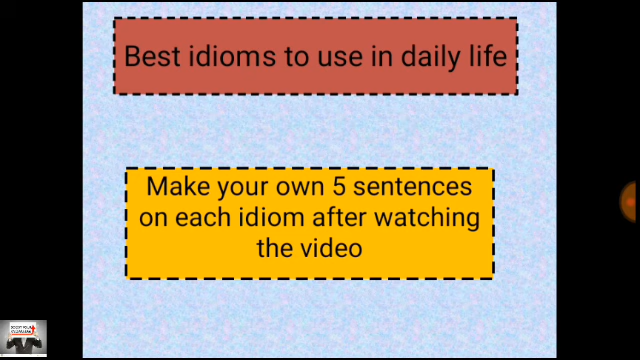 Best idioms to use in daily life
Make your own 5 sentences
on each idiom after watching
the video